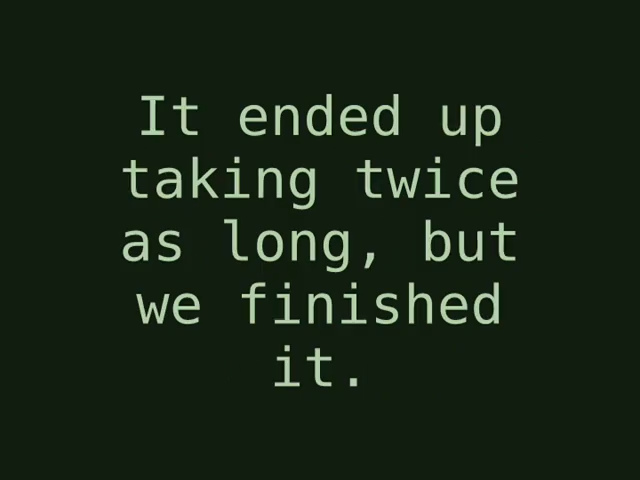 It ended up
taking twice
as long, but
we finished
it.